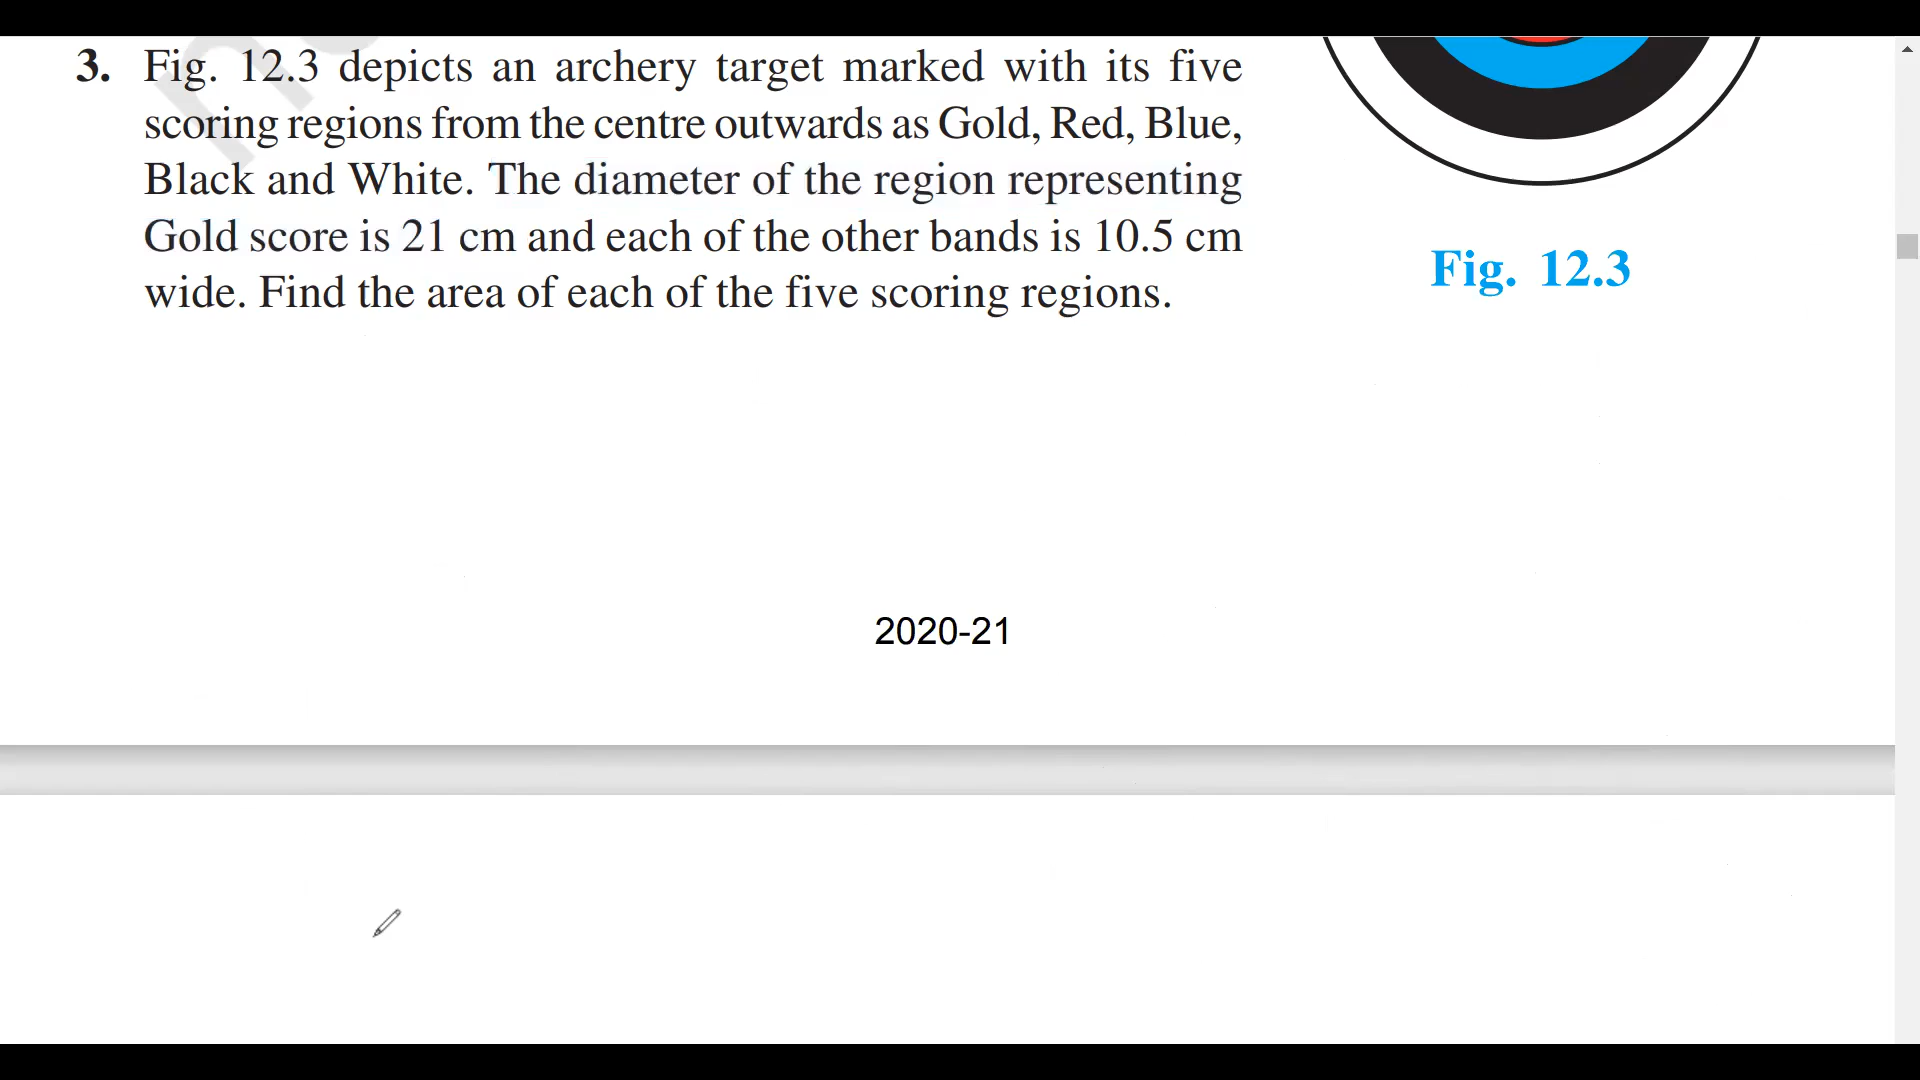 3. Fig. 12.3 depicts an archery target marked with its five
scoring regions from the centre outwards as Gold, Red, Blue,
Black and White. The diameter of the region representing
Gold score is 21 cm and each of the other bands is 10.5 cm
wide. Find the area of each of the five scoring regions.
Fig. 12.3
2020-21